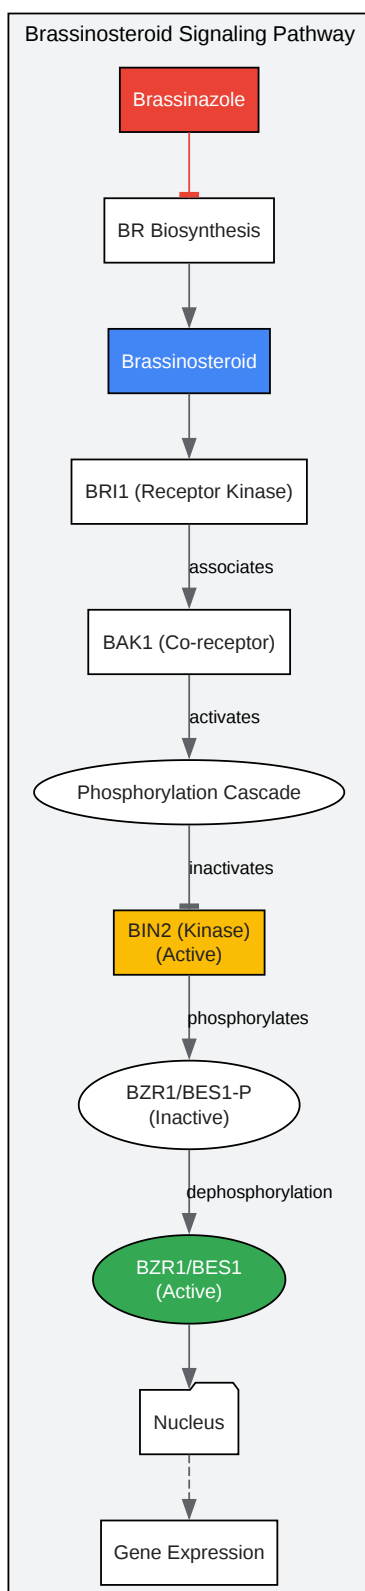 Brassinosteroid Signaling Pathway
Brassinazole
BR Biosynthesis
Brassinosteroid
BRI1 (Receptor Kinase)
associates
BAK1 (Co-receptor)
activates
Phosphorylation Cascade
inactivates
BIN2 (Kinase)
(Active)
phosphorylates
BZR1/BES1-P
(Inactive)
dephosphorylation
BZR1/BES1
(Active)
Nucleus
Gene Expression